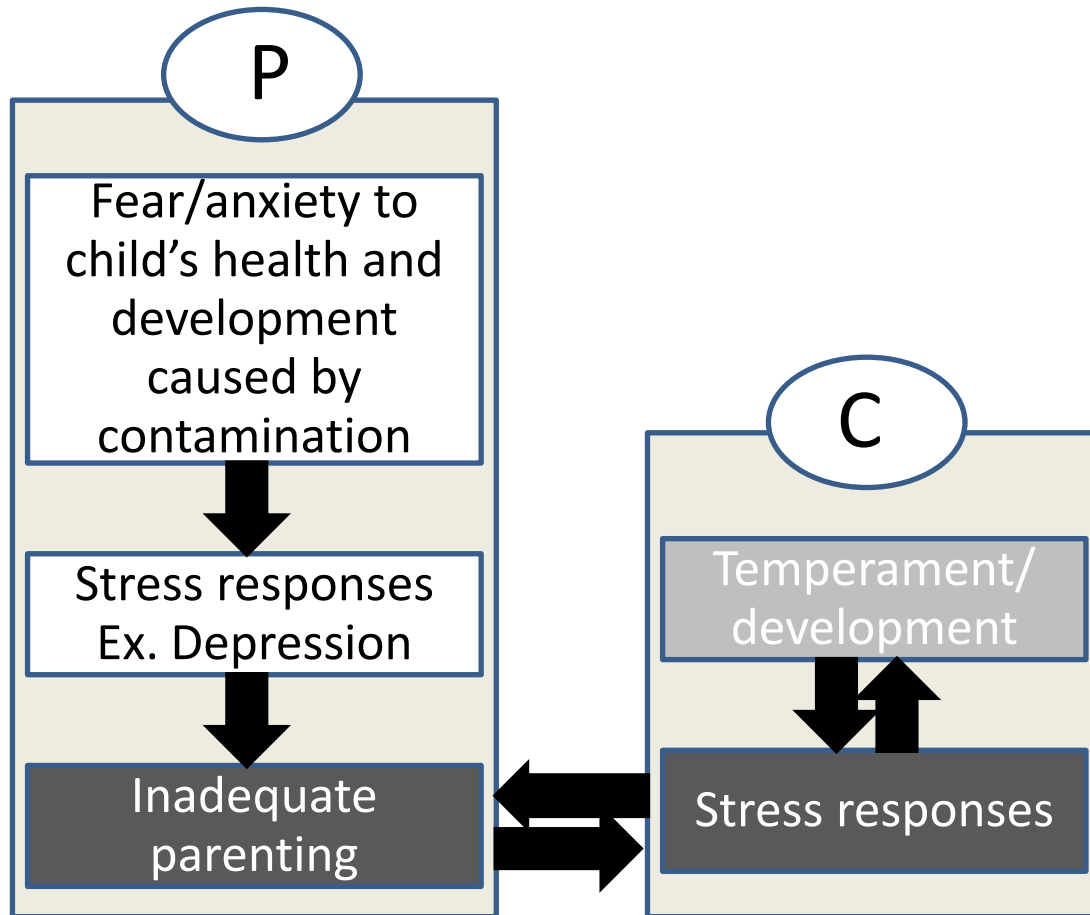 P
Fear/anxiety to
child’s health and
development
caused by
contamination
Stress responses
Ex. Depression
Inadequate
parenting
C
Temperament/
development
Stress responses